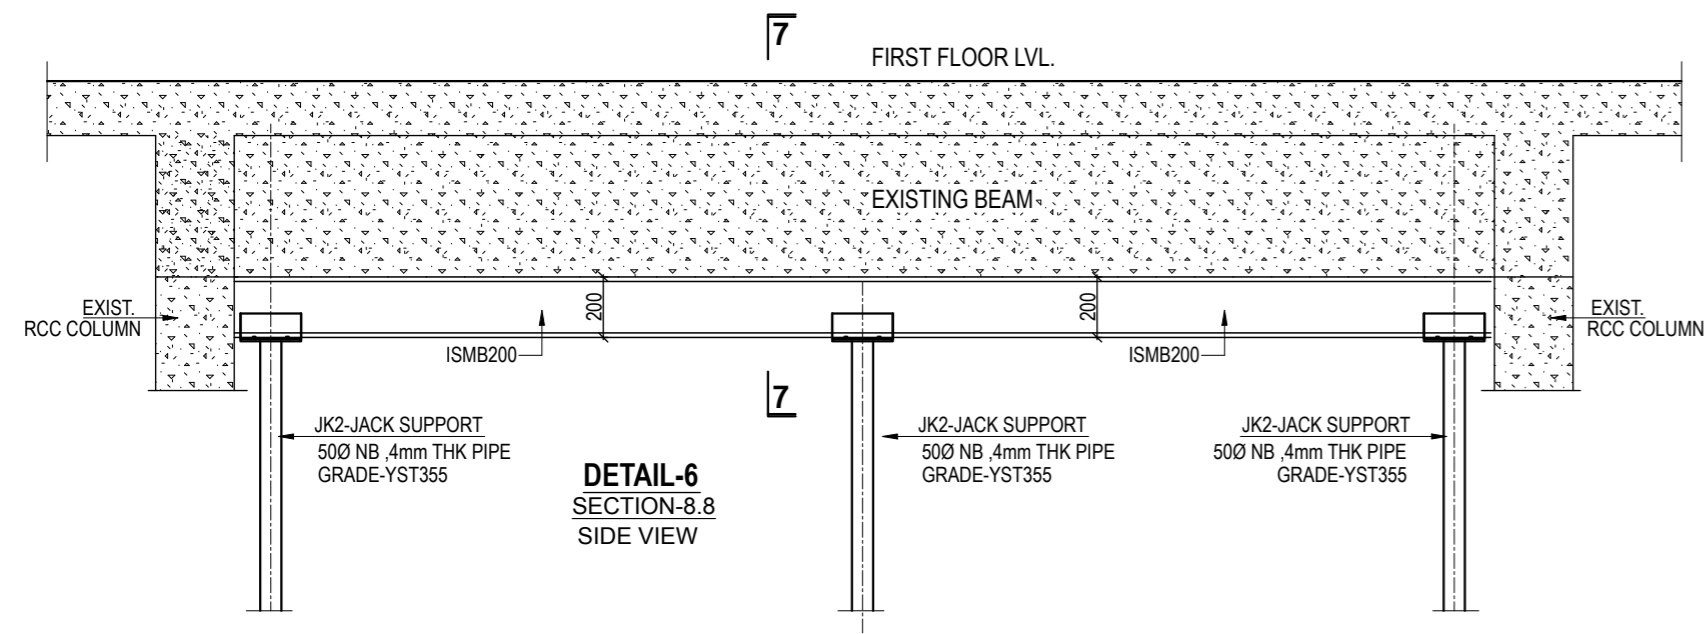 7
FIRST FLOOR LVL.
EXISTING BEAM
EXIST.
RCC COLUMN
200
200
EXIST.
RCC COLUMN
ISMB200
ISMB200
7
JK2-JACK SUPPORT
50Ø NB ,4mm THK PIPE
GRADE-YST355
JK2-JACK SUPPORT
50Ø NB ,4mm THK PIPE
GRADE-YST355
JK2-JACK SUPPORT
50Ø NB ,4mm THK PIPE
GRADE-YST355
DETAIL-6
SECTION-8.8
SIDE VIEW